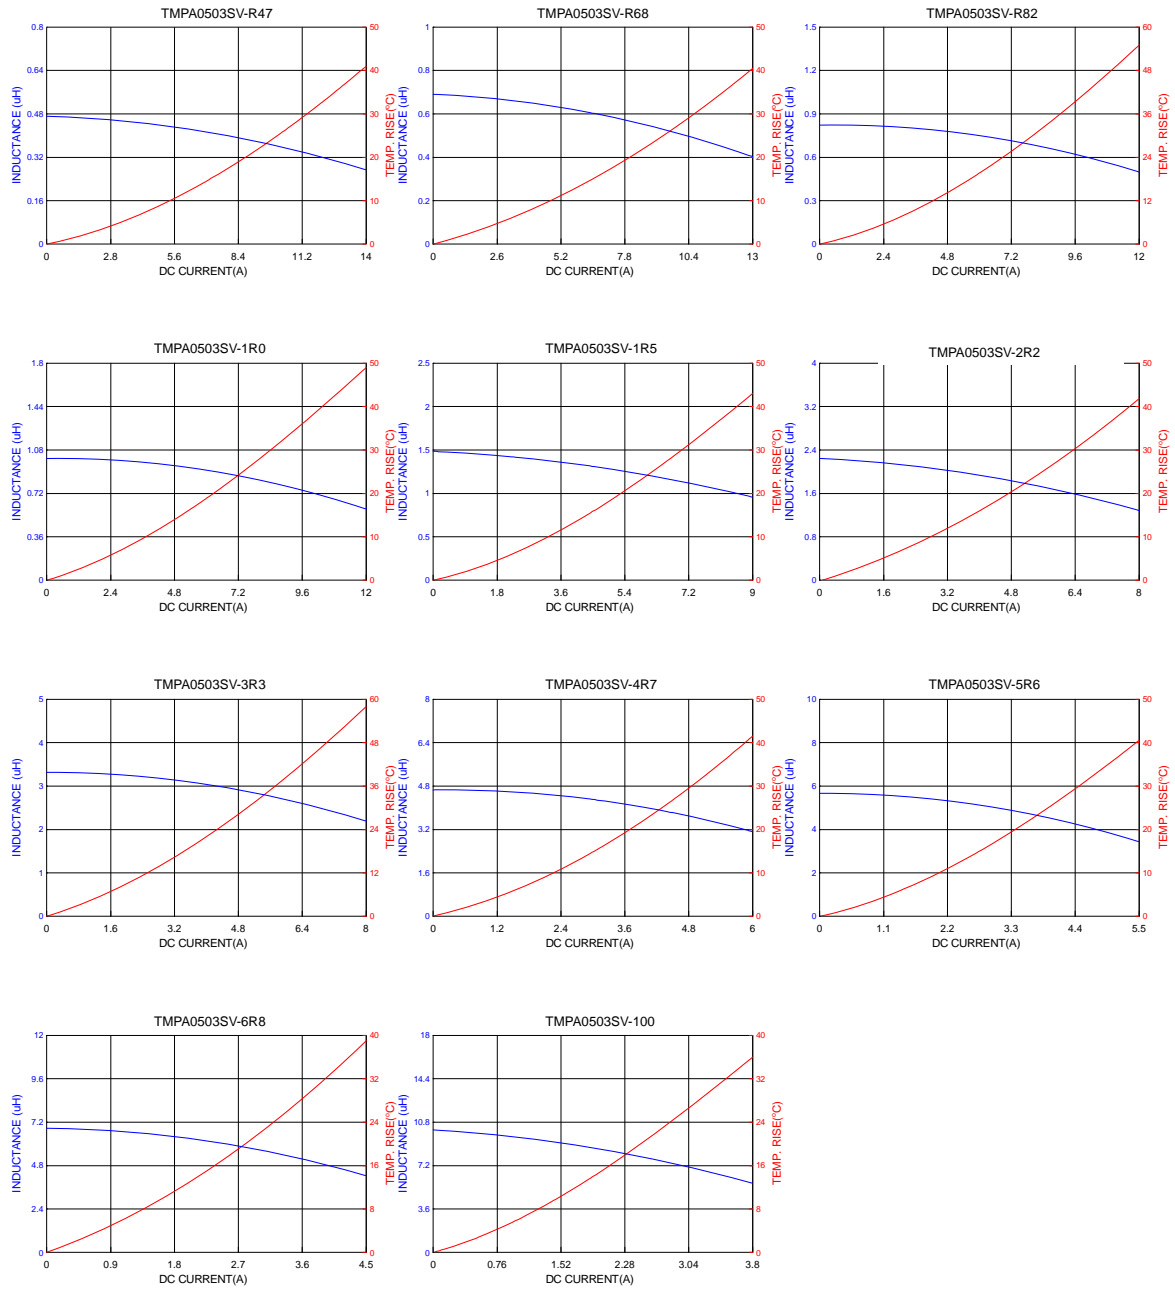 TMPA0503SV-R47
0.8
0.64
0.48
0.32
0.16
0
50
40
30
20
10
0
INDUCTANCE (uH)
TEMP. RISE(°C)
0 2.8 5.6 8.4 11.2 14
DC CURRENT(A)
TMPA0503SV-R68
1
0.8
0.6
0.4
0.2
0
50
40
30
20
10
0
INDUCTANCE (uH)
TEMP. RISE(°C)
0 2.6 5.2 7.8 10.4 13
DC CURRENT(A)
TMPA0503SV-R82
1.5
1.2
0.9
0.6
0.3
0
60
48
36
24
12
0
INDUCTANCE (uH)
TEMP. RISE(°C)
0 2.4 4.8 7.2 9.6 12
DC CURRENT(A)
TMPA0503SV-1R0
1.8
1.44
1.08
0.72
0.36
0
50
40
30
20
10
0
INDUCTANCE (uH)
TEMP. RISE(°C)
0 2.4 4.8 7.2 9.6 12
DC CURRENT(A)
TMPA0503SV-1R5
2.5
2
1.5
1
0.5
0
50
40
30
20
10
0
INDUCTANCE (uH)
TEMP. RISE(°C)
0 1.8 3.6 5.4 7.2 9
DC CURRENT(A)
TMPA0503SV-2R2
4
3.2
2.4
1.6
0.8
0
50
40
30
20
10
0
INDUCTANCE (uH)
TEMP. RISE(°C)
0 1.6 3.2 4.8 6.4 8
DC CURRENT(A)
TMPA0503SV-3R3
5
4
3
2
1
0
60
48
36
24
12
0
INDUCTANCE (uH)
TEMP. RISE(°C)
0 1.6 3.2 4.8 6.4 8
DC CURRENT(A)
TMPA0503SV-4R7
8
6.4
4.8
3.2
1.6
0
50
40
30
20
10
0
INDUCTANCE (uH)
TEMP. RISE(°C)
0 1.2 2.4 3.6 4.8 6
DC CURRENT(A)
TMPA0503SV-5R6
10
8
6
4
2
0
50
40
30
20
10
0
INDUCTANCE (uH)
TEMP. RISE(°C)
0 1.1 2.2 3.3 4.4 5.5
DC CURRENT(A)
TMPA0503SV-6R8
12
9.6
7.2
4.8
2.4
0
40
32
24
16
8
0
INDUCTANCE (uH)
TEMP. RISE(°C)
0 0.9 1.8 2.7 3.6 4.5
DC CURRENT(A)
TMPA0503SV-100
18
14.4
10.8
7.2
3.6
0
40
32
24
16
8
0
INDUCTANCE (uH)
TEMP. RISE(°C)
0 0.76 1.52 2.28 3.04 3.8
DC CURRENT(A)